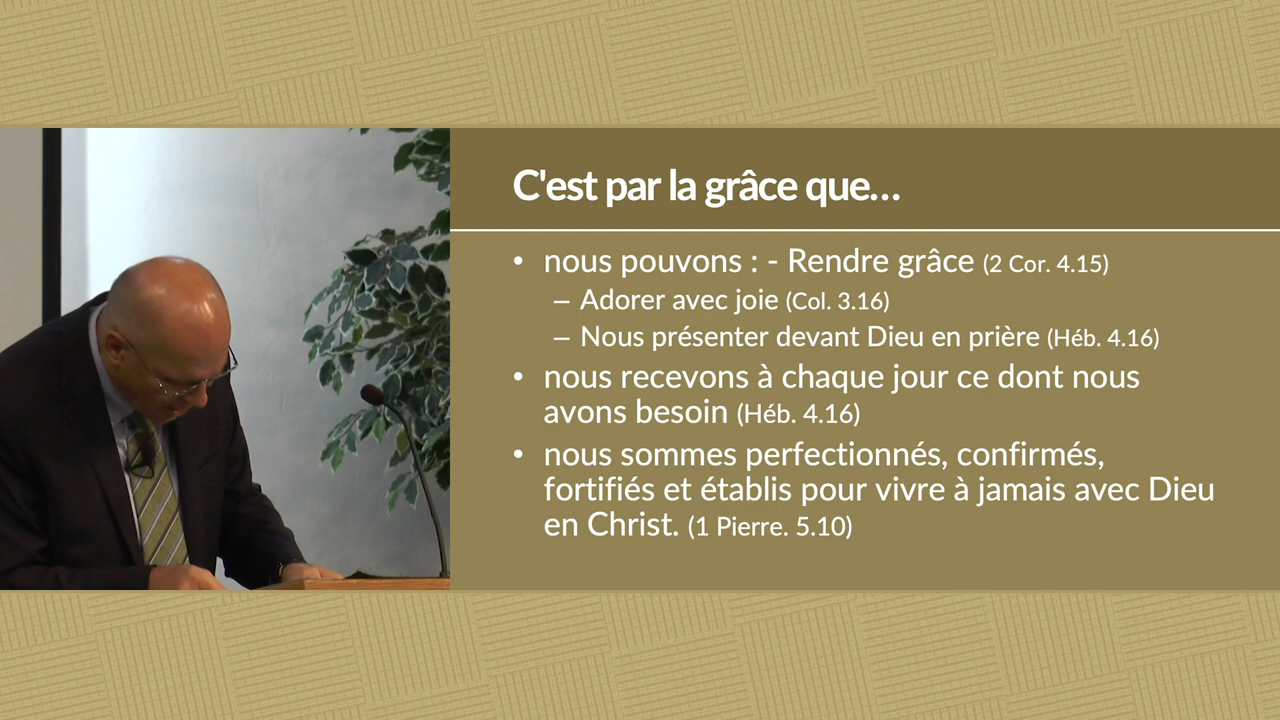 C'est par la grâce que…
• nous pouvons : - Rendre grâce (2 Cor. 4.15)
– Adorer avec joie (Col. 3.16)
– Nous présenter devant Dieu en prière (Héb. 4.16)
• nous recevons à chaque jour ce dont nous
avons besoin (Héb. 4.16)
• nous sommes perfectionnés, confirmés,
fortifiés et établis pour vivre à jamais avec Dieu
en Christ. (1 Pierre. 5.10)